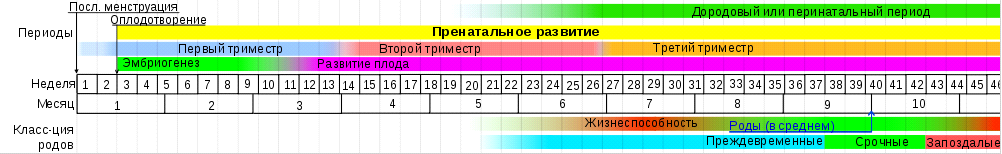 Посл. менструация
Оплодотворение
Дородовый или перинатальный период
Периоды
Пренатальное развитие
Первый триместр Второй триместр Третий триместр
Эмбриогенез Развитие плода
Неделя 1 2 3 4 5 6 7 8 9 10 11 12 13 14 15 16 17 18 19 20 21 22 23 24 25 26 27 28 29 30 31 32 33 34 35 36 37 38 39 40 41 42 43 44 45 46
Месяц 1 2 3 4 5 6 7 8 9 10
Класс-ция родов
Жизнеспособность
Роды (в среднем)
Преждевременные Срочные Запоздалые